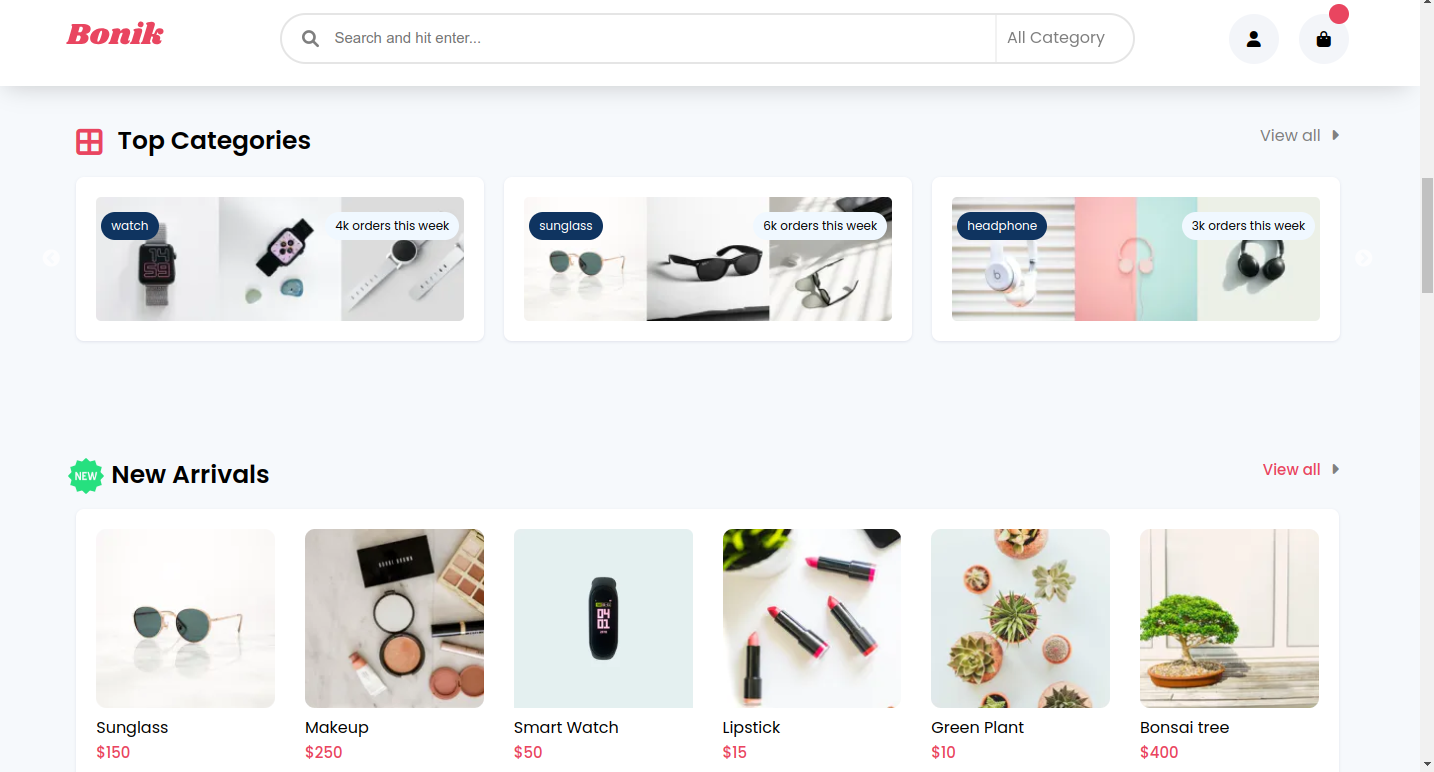 Bonik
Search and hit enter...
All Category
Top Categories
View all
watch
4k orders this week
sunglass
6k orders this week
headphone
3k orders this week
NEW
New Arrivals
View all
Sunglass
Makeup
Smart Watch
Lipstick
Green Plant
Bonsai tree
$150
$250
$50
$15
$10
$400